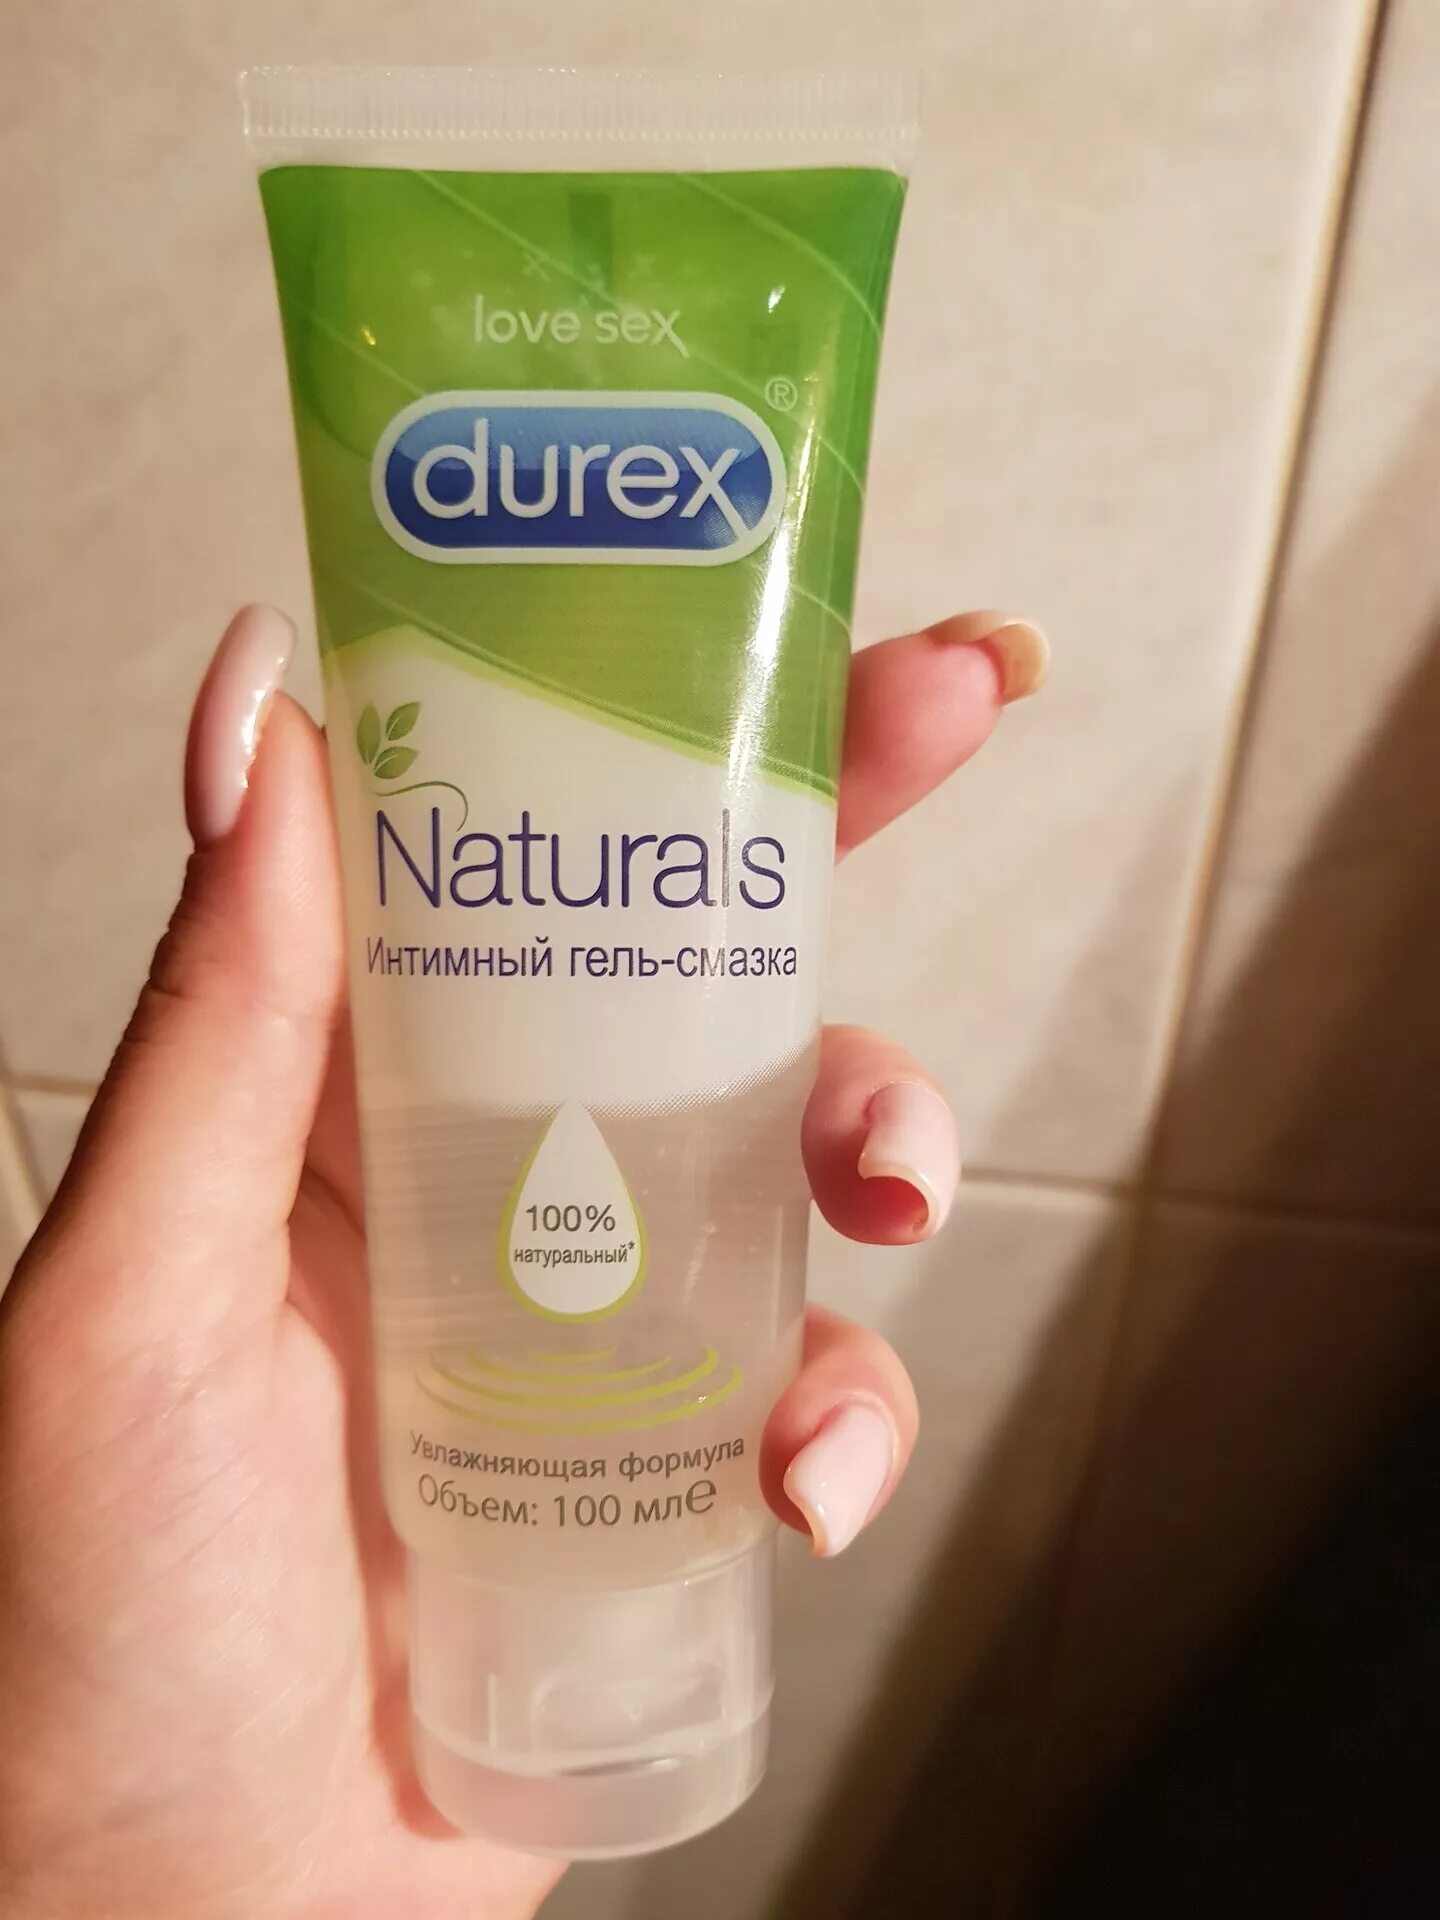 love sex
durex ®
Naturals
Интимный гель-смазка
100%
натуральный*
Увлажняющая формула
Объем: 100 мл℮